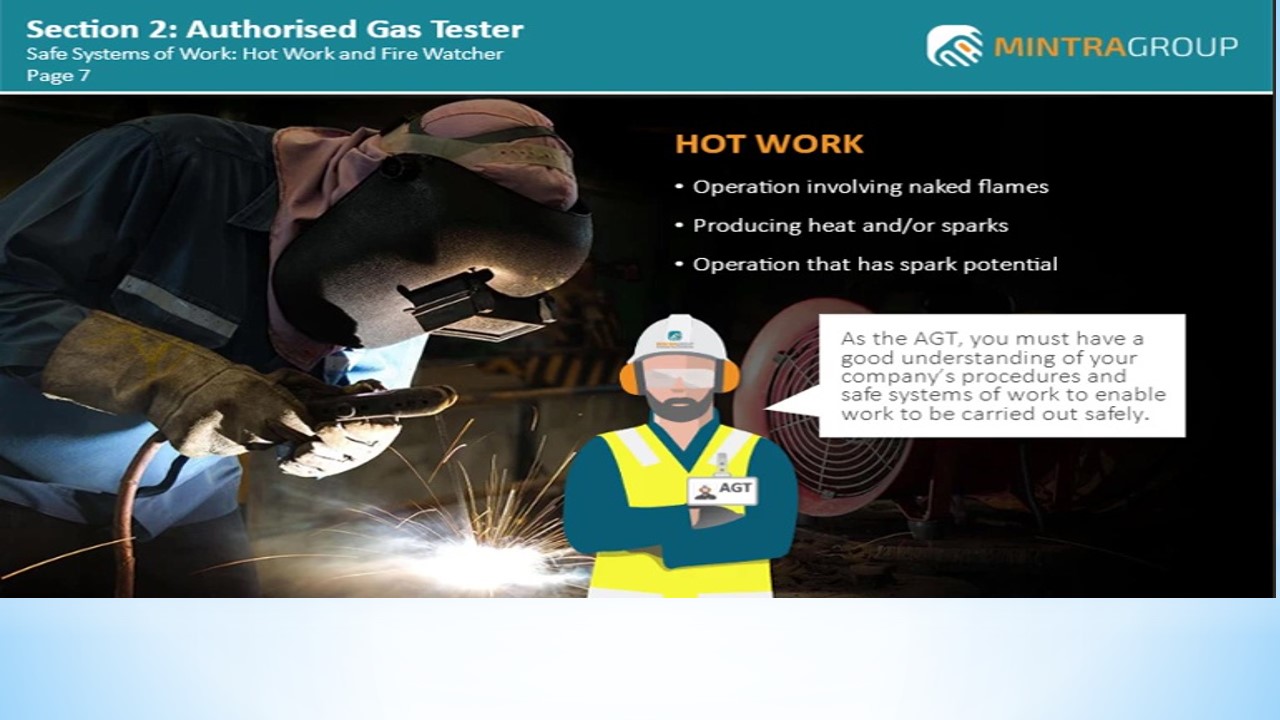 Section 2: Authorised Gas Tester
Safe Systems of Work: Hot Work and Fire Watcher
Page 7
MINTRAGROUP
HOT WORK
• Operation involving naked flames
• Producing heat and/or sparks
• Operation that has spark potential
As the AGT, you must have a
good understanding of your
company's procedures and
safe systems of work to enable
work to be carried out safely.
AGT